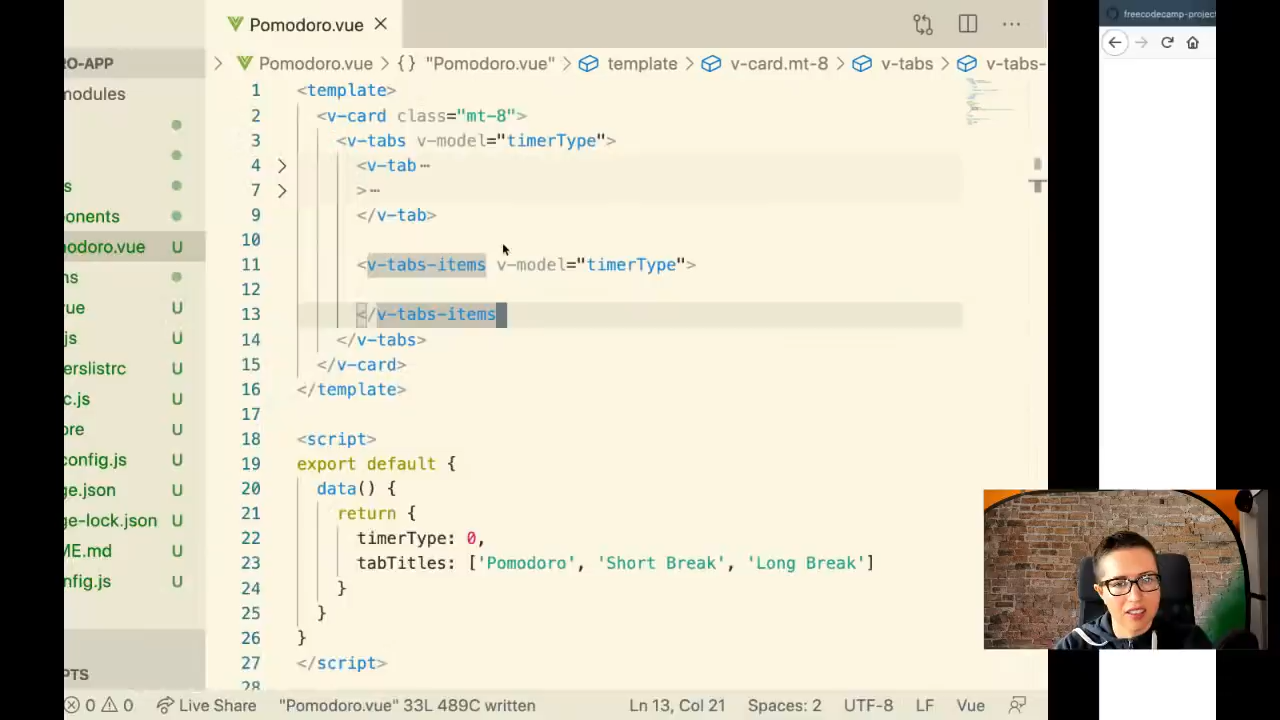 Pomodoro.vue
freecodecamp-project
RO-APP
Pomodoro.vue {} "Pomodoro.vue" template v-card.mt-8 v-tabs v-tabs-
modules
1 <template>
2 <v-card class="mt-8">
3 <v-tabs v-model="timerType">
4 <v-tab…
7 >…
9 </v-tab>
10
11 <v-tabs-items v-model="timerType">
12
13 </v-tabs-items
14 </v-tabs>
15 </v-card>
16 </template>
17
18 <script>
19 export default {
20 data() {
21 return {
22 timerType: 0,
23 tabTitles: ['Pomodoro', 'Short Break', 'Long Break']
24 }
25 }
26 }
27 </script>
28
s
onents
modoro.vue U
ns
vue U
js U
erslistrc U
c.js U
ore U
config.js U
ge.json U
ge-lock.json U
ME.md U
nfig.js U
PTS
0 0 Live Share "Pomodoro.vue" 33L 489C written Ln 13, Col 21 Spaces: 2 UTF-8 LF Vue